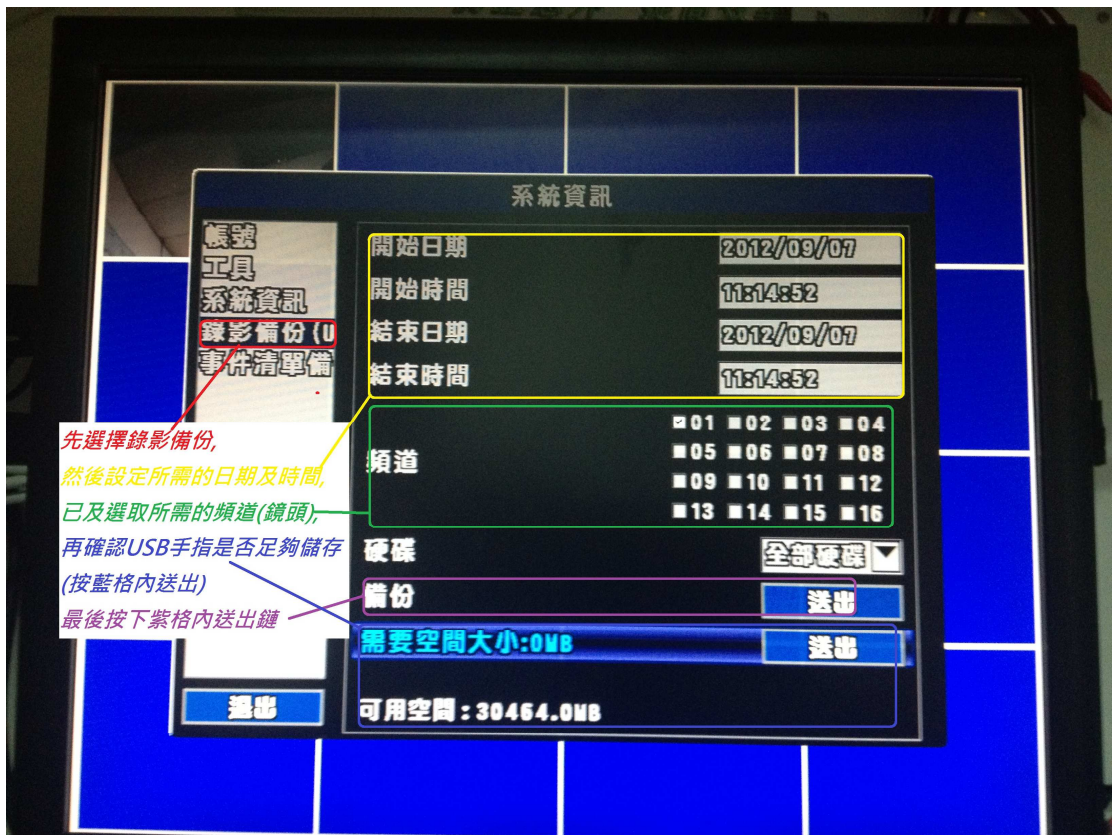 系統資訊
帳號
工具
系統資訊
錄影備份(U
事件清單備
開始日期 2012/09/07
開始時間 11:14:52
結束日期 2012/09/07
結束時間 11:14:52
頻道
01 02 03 04
05 06 07 08
09 10 11 12
13 14 15 16
硬碟 全部硬碟
備份 送出
需要空間大小:0MB 送出
可用空間:30464.0MB
退出
先選擇錄影備份,
然後設定所需的日期及時間,
已及選取所需的頻道(鏡頭),
再確認USB手指是否足夠儲存
(按藍格內送出)
最後按下紫格內送出鏈